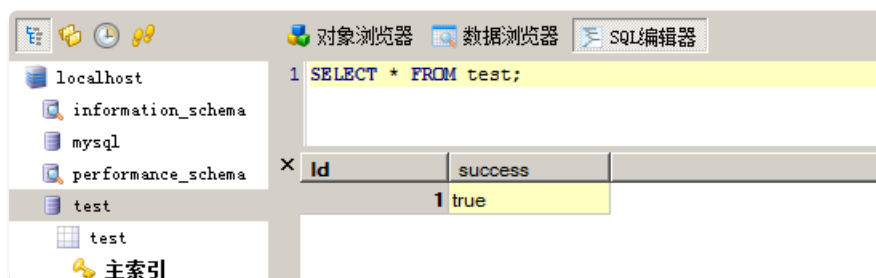 对象浏览器 数据浏览器 SQL编辑器
localhost
information_schema
mysql
performance_schema
test
test
主索引
1 SELECT * FROM test;
Id success
1 true